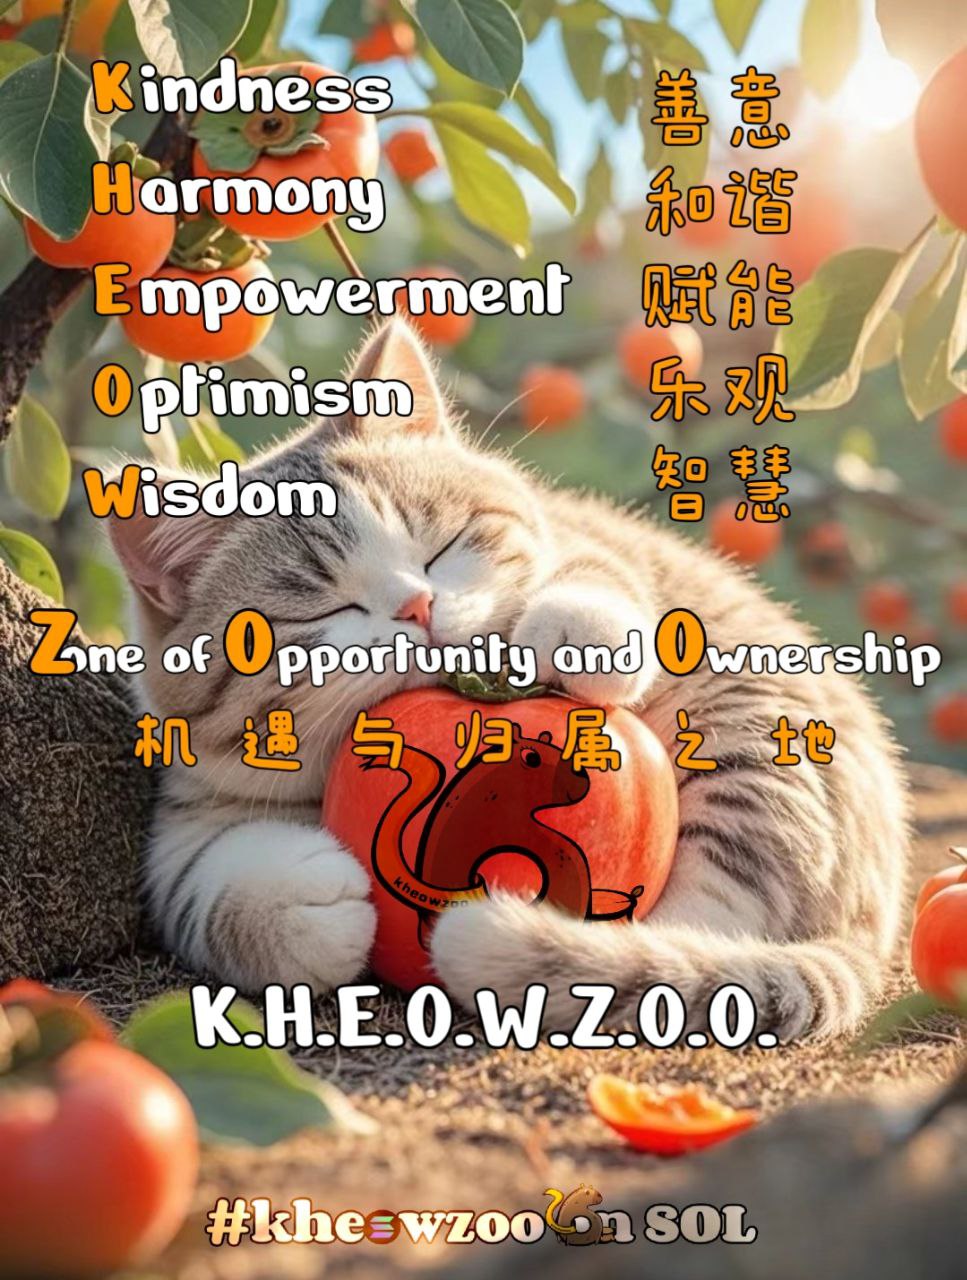 Kindness 善意
Harmony 和谐
Empowerment 赋能
Optimism 乐观
Wisdom 智慧
Zone of Opportunity and Ownership
机遇与归属之地
kheowzoo
K.H.E.O.W.Z.O.O.
#kheowzoo on SOL